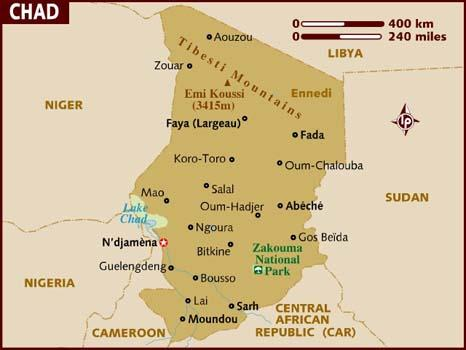 CHAD
0 400 km
0 240 miles
LIBYA
Aouzou
Tibesti Mountains
Zouar
Emi Koussi
(3415m)
Ennedi
NIGER
Faya (Largeau)
Fada
Koro-Toro
Oum-Chalouba
SUDAN
Salal
Mao
Oum-Hadjer
Abéché
Lake
Chad
Ngoura
Gos Beïda
N'djamèna
Bitkine
Zakouma
National
Park
Guelengdeng
Bousso
NIGERIA
Lai
Sarh
Moundou
CENTRAL
AFRICAN
REPUBLIC (CAR)
CAMEROON